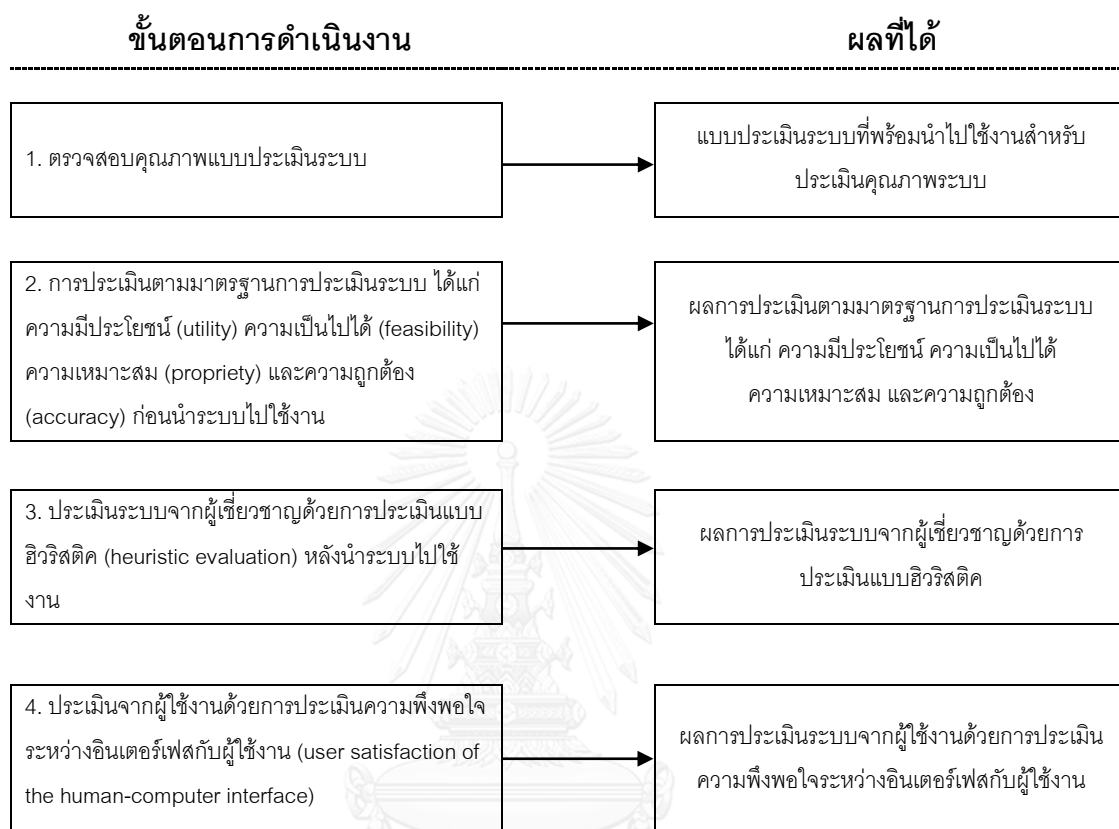 ขั้นตอนการดำเนินงาน
ผลที่ได้
1. ตรวจสอบคุณภาพแบบประเมินระบบ
แบบประเมินระบบที่พร้อมนำไปใช้งานสำหรับ
ประเมินคุณภาพระบบ
2. การประเมินตามมาตรฐานการประเมินระบบ ได้แก่
ความมีประโยชน์ (utility) ความเป็นไปได้ (feasibility)
ความเหมาะสม (propriety) และความถูกต้อง
(accuracy) ก่อนนำระบบไปใช้งาน
ผลการประเมินตามมาตรฐานการประเมินระบบ
ได้แก่ ความมีประโยชน์ ความเป็นไปได้
ความเหมาะสม และความถูกต้อง
3. ประเมินระบบจากผู้เชี่ยวชาญด้วยการประเมินแบบ
ฮิวริสติค (heuristic evaluation) หลังนำระบบไปใช้
งาน
ผลการประเมินระบบจากผู้เชี่ยวชาญด้วยการ
ประเมินแบบฮิวริสติค
4. ประเมินจากผู้ใช้งานด้วยการประเมินความพึงพอใจ
ระหว่างอินเตอร์เฟสกับผู้ใช้งาน (user satisfaction of
the human-computer interface)
ผลการประเมินระบบจากผู้ใช้งานด้วยการประเมิน
ความพึงพอใจระหว่างอินเตอร์เฟสกับผู้ใช้งาน